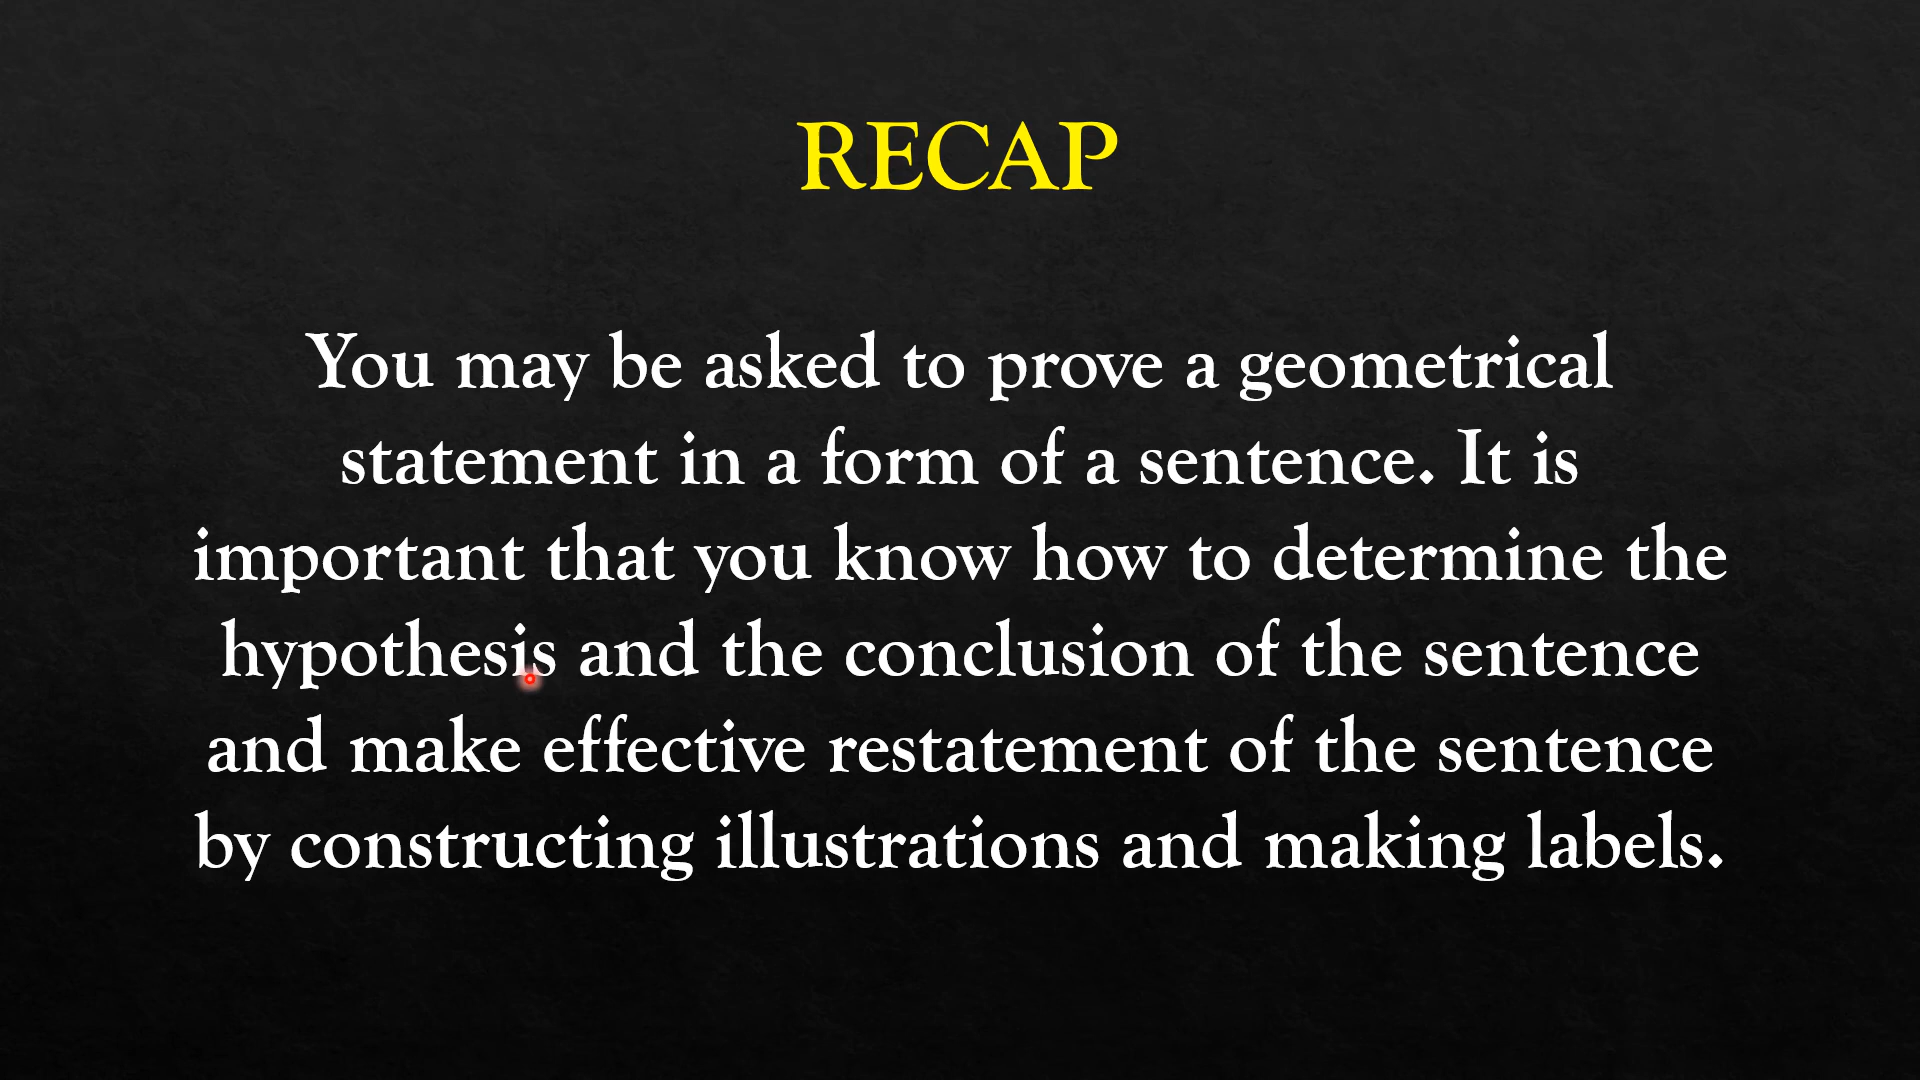 RECAP
You may be asked to prove a geometrical
statement in a form of a sentence. It is
important that you know how to determine the
hypothesis and the conclusion of the sentence
and make effective restatement of the sentence
by constructing illustrations and making labels.